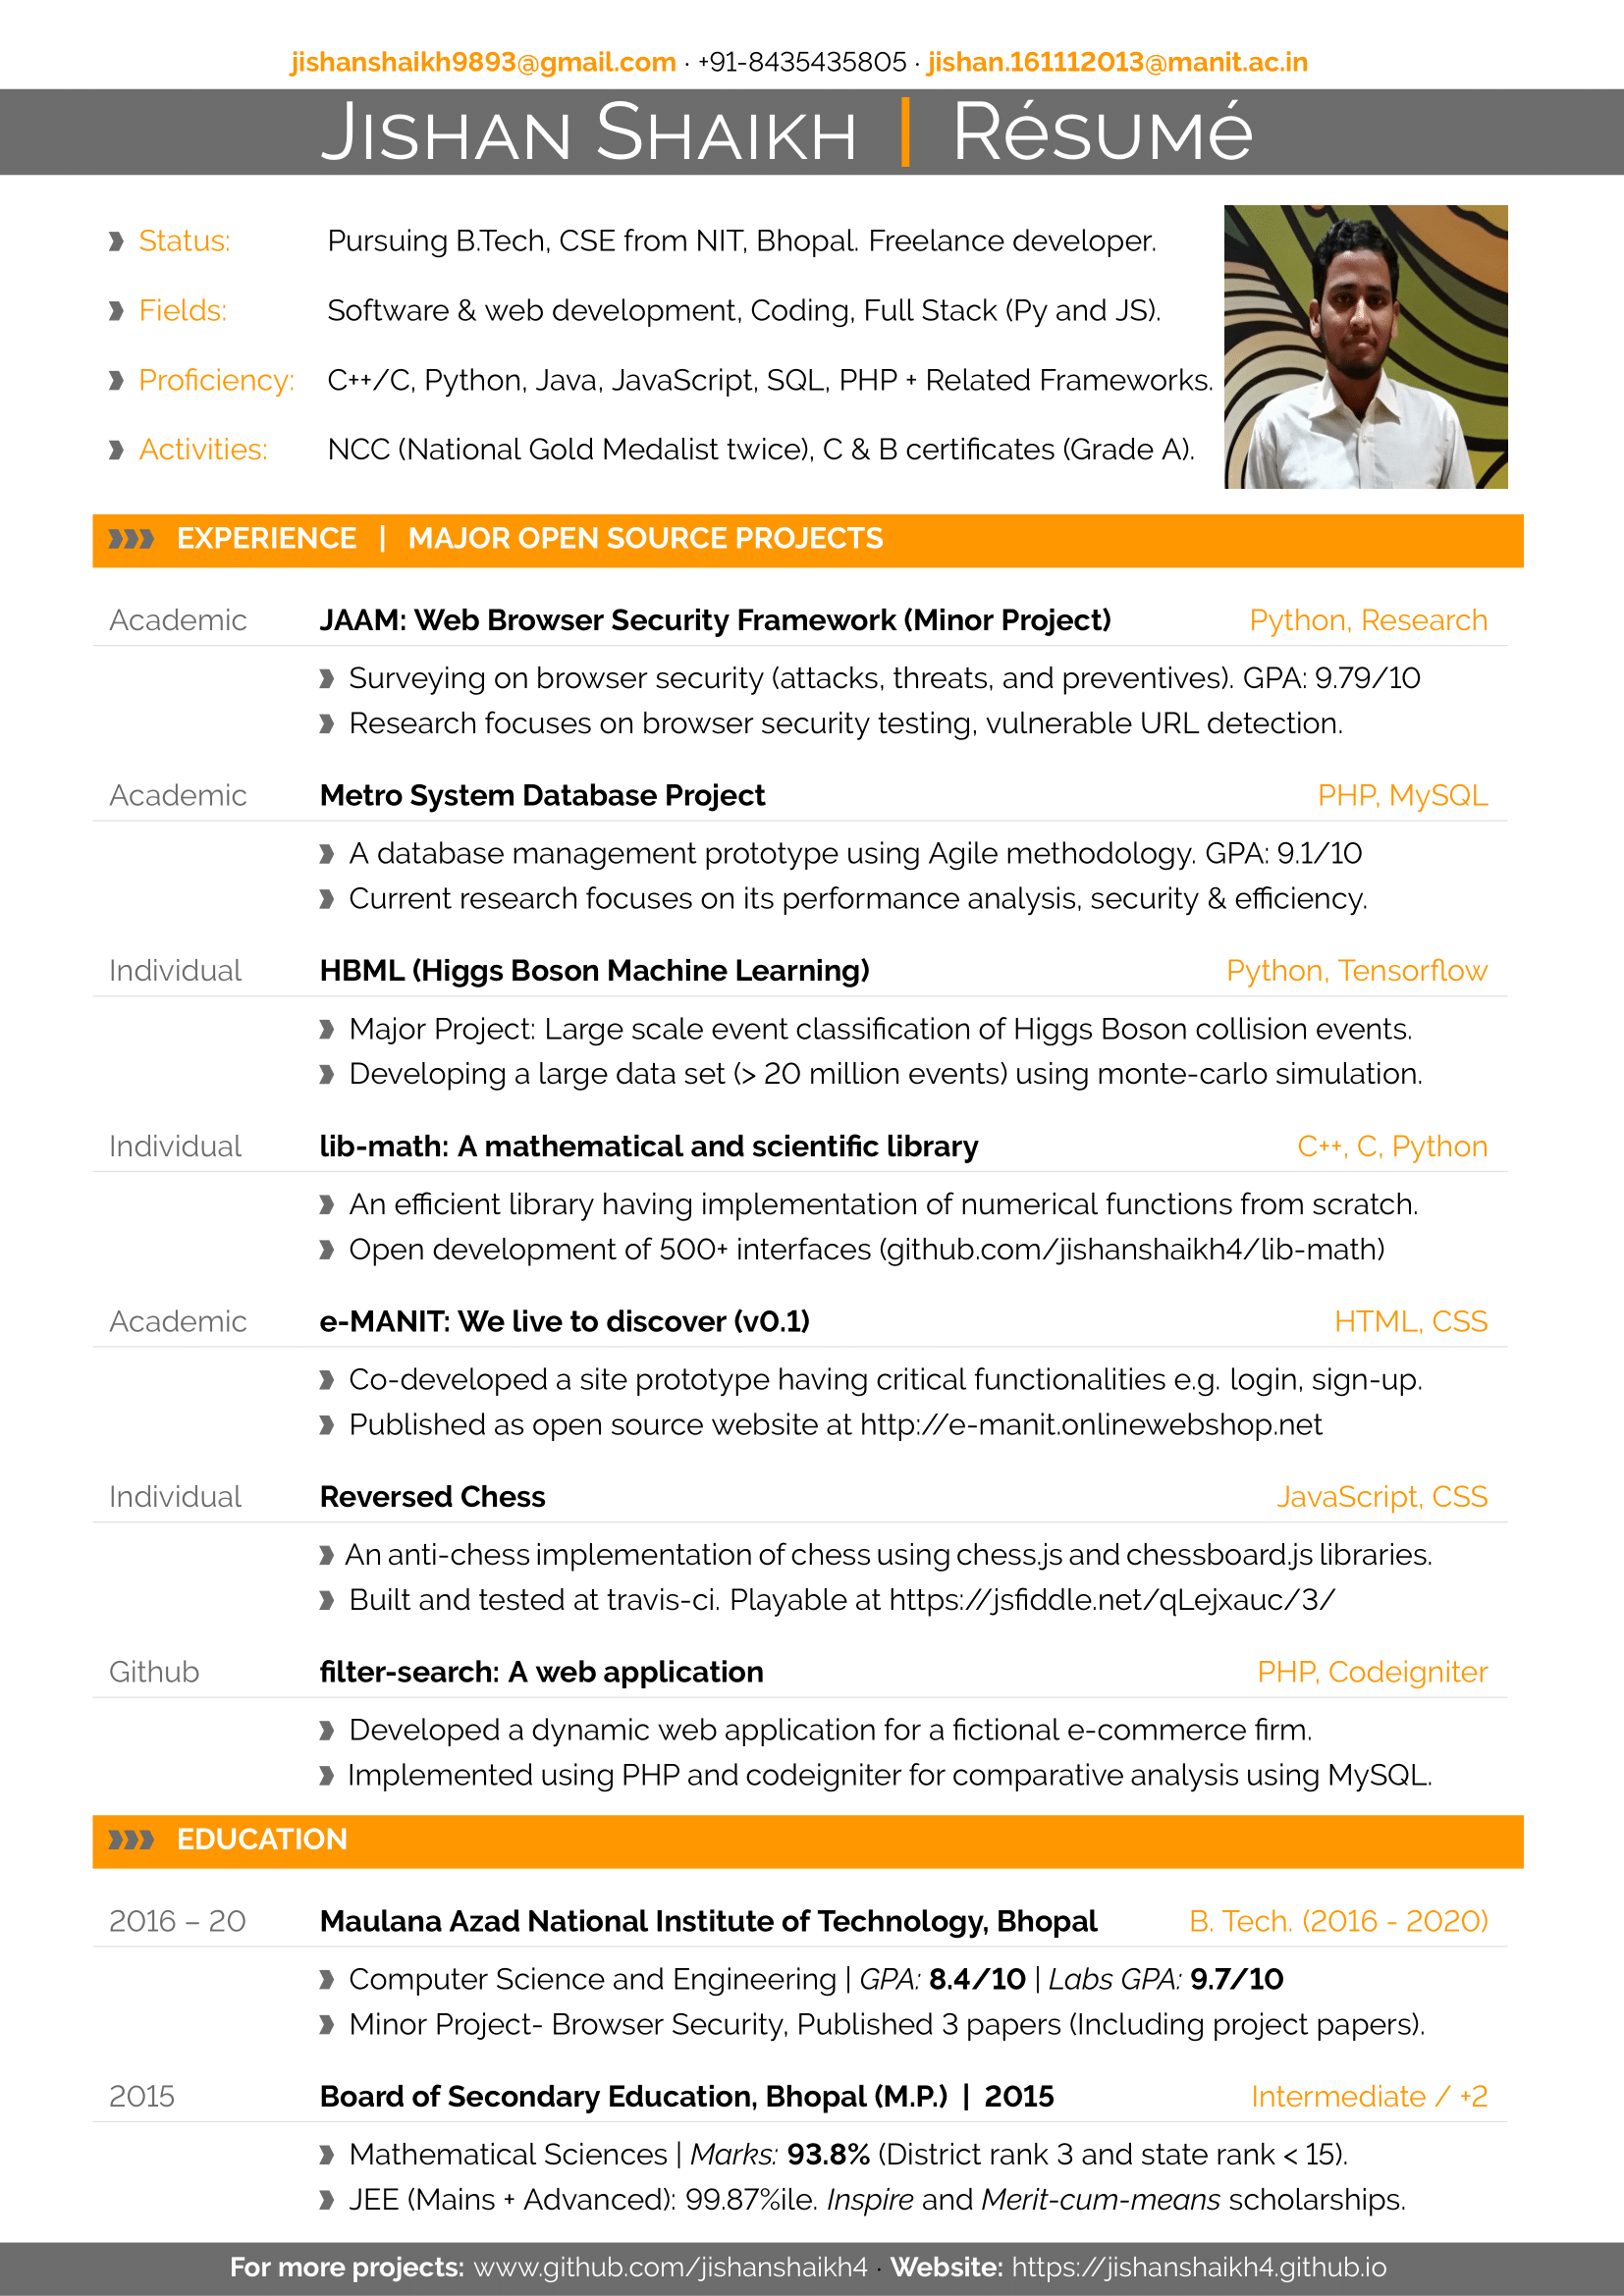 jishanshaikh9893@gmail.com · +91-8435435805 · jishan.161112013@manit.ac.in
Jishan Shaikh | Résumé
Status: Pursuing B.Tech, CSE from NIT, Bhopal. Freelance developer.
Fields: Software & web development, Coding, Full Stack (Py and JS).
Proficiency: C++/C, Python, Java, JavaScript, SQL, PHP + Related Frameworks.
Activities: NCC (National Gold Medalist twice), C & B certificates (Grade A).
EXPERIENCE | MAJOR OPEN SOURCE PROJECTS
Academic JAAM: Web Browser Security Framework (Minor Project) Python, Research
Surveying on browser security (attacks, threats, and preventives). GPA: 9.79/10
Research focuses on browser security testing, vulnerable URL detection.
Academic Metro System Database Project PHP, MySQL
A database management prototype using Agile methodology. GPA: 9.1/10
Current research focuses on its performance analysis, security & efficiency.
Individual HBML (Higgs Boson Machine Learning) Python, Tensorflow
Major Project: Large scale event classification of Higgs Boson collision events.
Developing a large data set (> 20 million events) using monte-carlo simulation.
Individual lib-math: A mathematical and scientific library C++, C, Python
An efficient library having implementation of numerical functions from scratch.
Open development of 500+ interfaces (github.com/jishanshaikh4/lib-math)
Academic e-MANIT: We live to discover (v0.1) HTML, CSS
Co-developed a site prototype having critical functionalities e.g. login, sign-up.
Published as open source website at http://e-manit.onlinewebshop.net
Individual Reversed Chess JavaScript, CSS
An anti-chess implementation of chess using chess.js and chessboard.js libraries.
Built and tested at travis-ci. Playable at https://jsfiddle.net/qLejxauc/3/
Github filter-search: A web application PHP, Codeigniter
Developed a dynamic web application for a fictional e-commerce firm.
Implemented using PHP and codeigniter for comparative analysis using MySQL.
EDUCATION
2016 – 20 Maulana Azad National Institute of Technology, Bhopal B. Tech. (2016 - 2020)
Computer Science and Engineering | GPA: 8.4/10 | Labs GPA: 9.7/10
Minor Project- Browser Security, Published 3 papers (Including project papers).
2015 Board of Secondary Education, Bhopal (M.P.) | 2015 Intermediate / +2
Mathematical Sciences | Marks: 93.8% (District rank 3 and state rank < 15).
JEE (Mains + Advanced): 99.87%ile. Inspire and Merit-cum-means scholarships.
For more projects: www.github.com/jishanshaikh4 · Website: https://jishanshaikh4.github.io